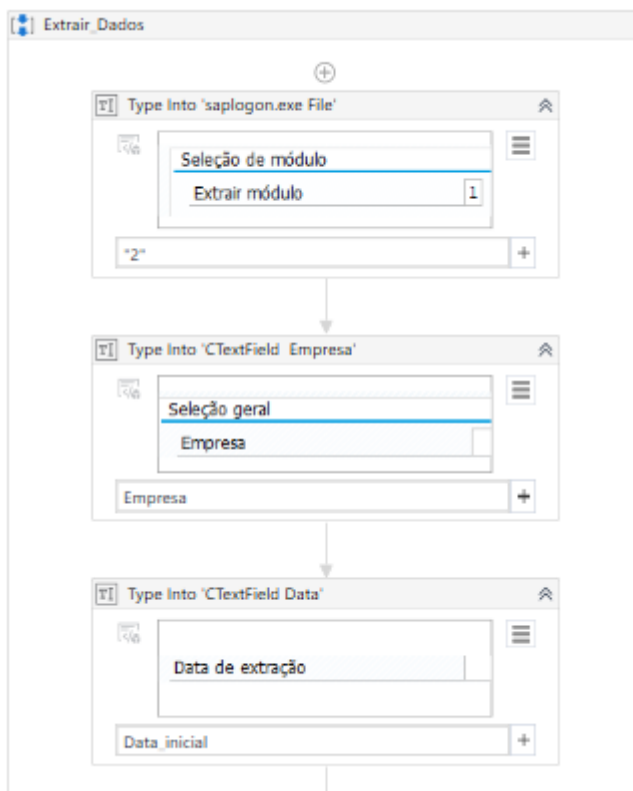 Extrair_Dados
Type Into 'saplogon.exe File'
Seleção de módulo
Extrair módulo 1
"2"
Type Into 'CTextField Empresa'
Seleção geral
Empresa
Empresa
Type Into 'CTextField Data'
Data de extração
Data_inicial